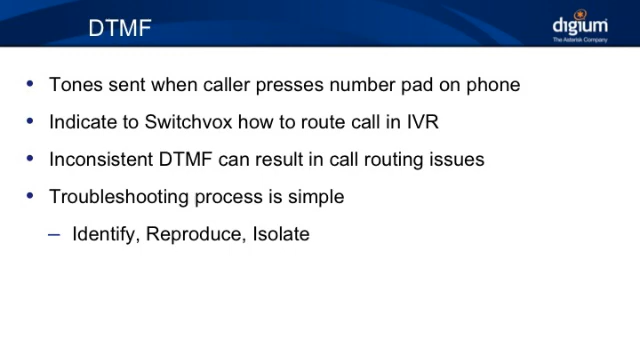 DTMF
digium
The Asterisk Company
• Tones sent when caller presses number pad on phone
• Indicate to Switchvox how to route call in IVR
• Inconsistent DTMF can result in call routing issues
• Troubleshooting process is simple
– Identify, Reproduce, Isolate